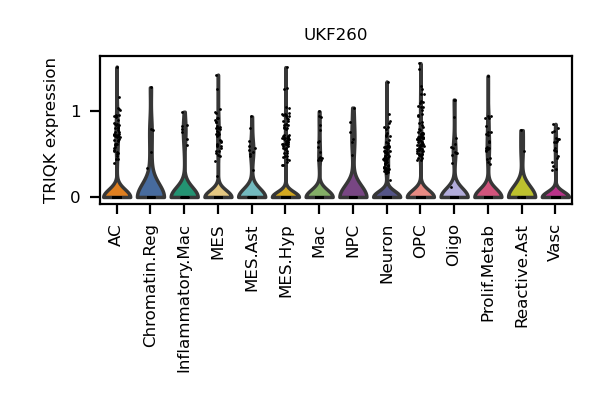 UKF260
TRIQK expression
1
0
AC
Chromatin.Reg
Inflammatory.Mac
MES
MES.Ast
MES.Hyp
Mac
NPC
Neuron
OPC
Oligo
Prolif.Metab
Reactive.Ast
Vasc